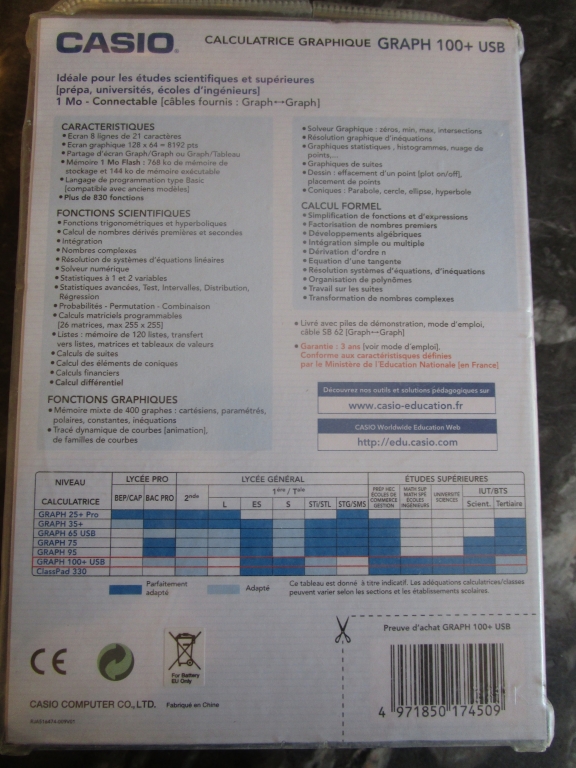 CASIO. CALCULATRICE GRAPHIQUE GRAPH 100+ USB
Idéale pour les études scientifiques et supérieures
[prépa, universités, écoles d'ingénieurs]
1 Mo - Connectable [câbles fournis : Graph↔Graph]
CARACTERISTIQUES
• Ecran 8 lignes de 21 caractères
• Ecran graphique 128 x 64 = 8192 pts
• Partage d'écran Graph/Graph ou Graph/Tableau
• Mémoire 1 Mo Flash : 768 ko de mémoire de
stockage et 144 ko de mémoire exécutable
• Langage de programmation type Basic
[compatible avec anciens modèles]
• Plus de 830 fonctions
FONCTIONS SCIENTIFIQUES
• Fonctions trigonométriques et hyperboliques
• Calcul de nombres dérivés premières et secondes
• Intégration
• Nombres complexes
• Résolution de systèmes d'équations linéaires
• Solveur numérique
• Statistiques à 1 et 2 variables
• Statistiques avancées, Test, Intervalles, Distribution,
Régression
• Probabilités - Permutation - Combinaison
• Calculs matriciels programmables
[26 matrices, max 255 x 255]
• Listes : mémoire de 120 listes, transfert
vers listes, matrices et tableaux de valeurs
• Calculs de suites
• Calcul des éléments de coniques
• Calculs financiers
• Calcul différentiel
FONCTIONS GRAPHIQUES
• Mémoire mixte de 400 graphes : cartésiens, paramétrés,
polaires, constantes, inéquations
• Tracé dynamique de courbes [animation],
de familles de courbes
• Solveur Graphique : zéros, min, max, intersections
• Résolution graphique d'inéquations
• Graphiques statistiques , histogrammes, nuage de
points,...
• Graphiques de suites
• Dessin : effacement d'un point [plot on/off],
placement de points
• Coniques : Parabole, cercle, ellipse, hyperbole
CALCUL FORMEL
• Simplification de fonctions et d'expressions
• Factorisation de nombres premiers
• Développements algébriques
• Intégration simple ou multiple
• Dérivation d'ordre n
• Equation d'une tangente
• Résolution systèmes d'équations, d'inéquations
• Organisation de polynômes
• Travail sur les suites
• Transformation de nombres complexes
• Livré avec piles de démonstration, mode d'emploi,
câble SB 62 [Graph↔Graph]
• Garantie : 3 ans [voir mode d'emploi].
Conforme aux caractéristiques définies
par le Ministère de l'Education Nationale [en France]
Découvrez nos outils et solutions pédagogiques sur
www.casio-education.fr
CASIO Worldwide Education Web
http://edu.casio.com
NIVEAU LYCÉE PRO LYCÉE GÉNÉRAL ÉTUDES SUPÉRIEURES
CALCULATRICE BEP/CAP BAC PRO 2nde 1ère / Tale L ES S STI/STL STG/SMS
PRÉP HEC ÉCOLES DE COMMERCE GESTION
MATH SUP MATH SPE ÉCOLES INGÉNIEURS
UNIVERSITÉ SCIENCES
IUT/BTS
Scient. Tertiaire
GRAPH 25+ Pro
GRAPH 35+
GRAPH 65 USB
GRAPH 75
GRAPH 95
GRAPH 100+ USB
ClassPad 330
Parfaitement adapté
Adapté
Ce tableau est donné à titre indicatif. Les adéquations calculatrices/classes
peuvent varier selon les sections et les établissements scolaires.
Preuve d'achat GRAPH 100+ USB
CE
For Battery
EU Only
CASIO COMPUTER CO.,LTD. Fabriqué en Chine
4 971850 174509